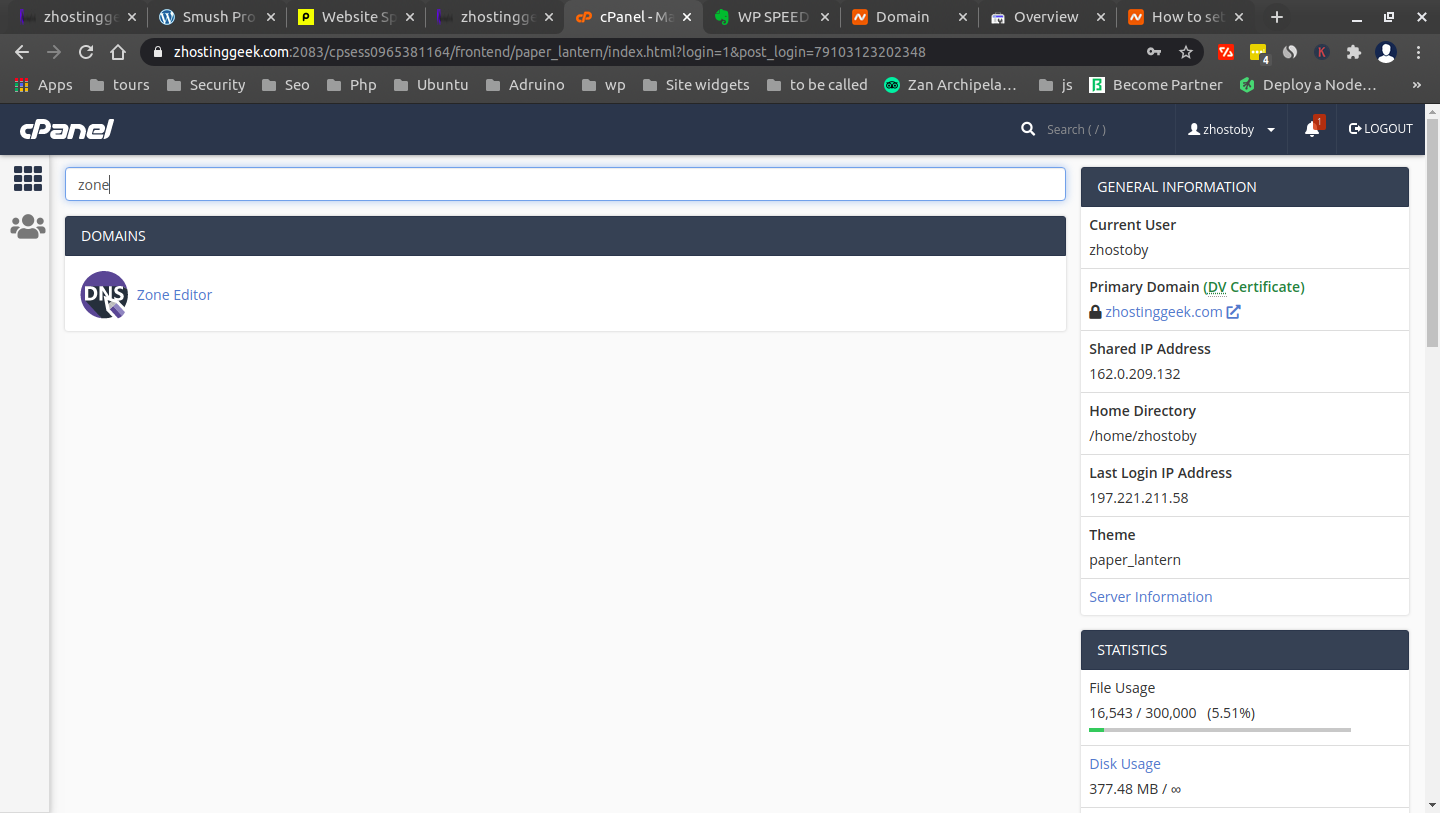 zhostingge
Smush Pro
Website Sp
zhostingge
cPanel - Ma
WP SPEED
Domain
Overview
How to set
zhostinggeek.com:2083/cpsess0965381164/frontend/paper_lantern/index.html?login=1&post_login=79103123202348
4
K
Apps
tours
Security
Seo
Php
Ubuntu
Adruino
wp
Site widgets
to be called
Zan Archipela…
js
Become Partner
Deploy a Node…
»
cPanel
Search ( / )
zhostoby
1
LOGOUT
zone
DOMAINS
DNS
Zone Editor
GENERAL INFORMATION
Current User
zhostoby
Primary Domain (DV Certificate)
zhostinggeek.com
Shared IP Address
162.0.209.132
Home Directory
/home/zhostoby
Last Login IP Address
197.221.211.58
Theme
paper_lantern
Server Information
STATISTICS
File Usage
16,543 / 300,000 (5.51%)
Disk Usage
377.48 MB / ∞